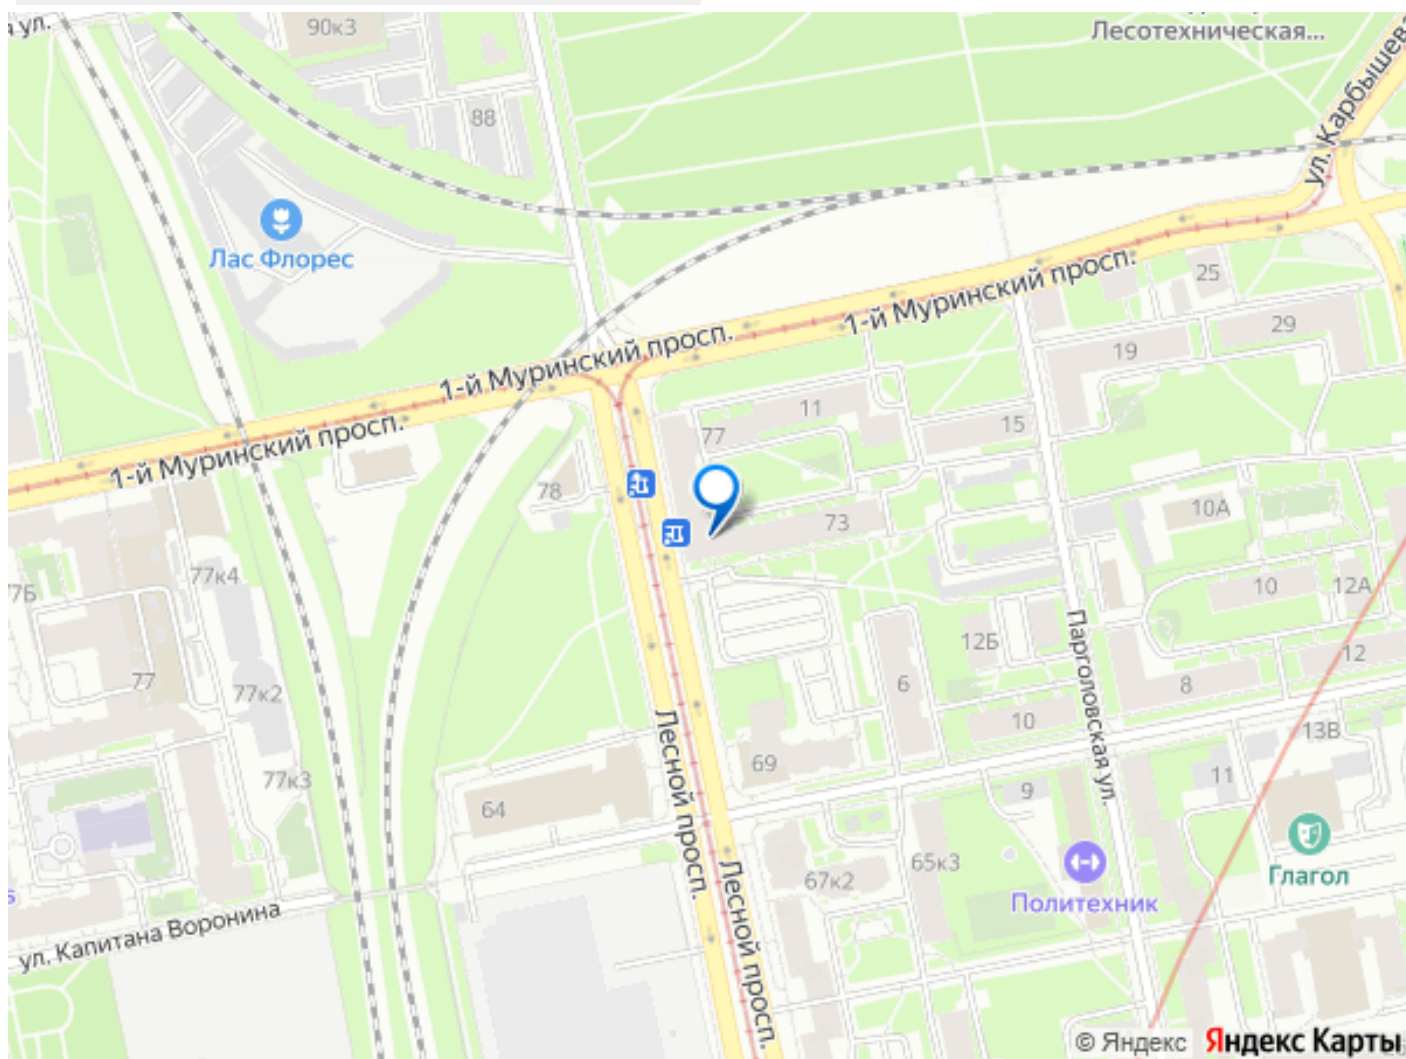 90к3
Лесотехническая...
ул. Карбышева
88
Лас Флорес
1-й Муринский просп.
25
1-й Муринский просп.
29
19
1-й Муринский просп.
11
15
77
78
73
10А
77к4
10
12А
12Б
Парголовская ул.
12
77
77к2
6
8
10
13В
Лесной просп.
69
11
77к3
9
64
65к3
67к2
Политехник
Глагол
Лесной просп.
ул. Капитана Воронина
© Яндекс Яндекс Карты